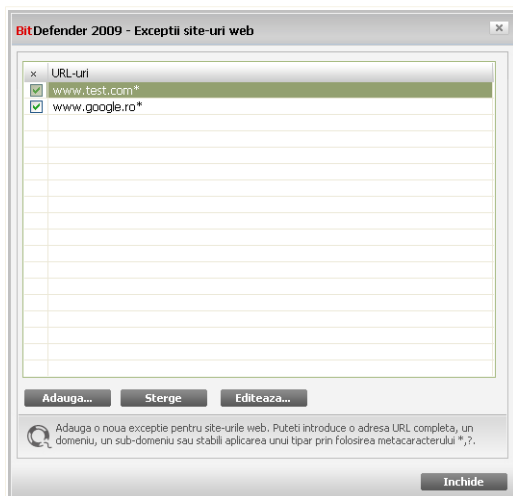 BitDefender 2009 - Exceptii site-uri web
× URL-uri
www.test.com*
www.google.ro*
Adauga... Sterge Editeaza...
Adauga o noua exceptie pentru site-urile web. Puteti introduce o adresa URL completa, un
domeniu, un sub-domeniu sau stabili aplicarea unui tipar prin folosirea metacaracterului *,?.
Inchide